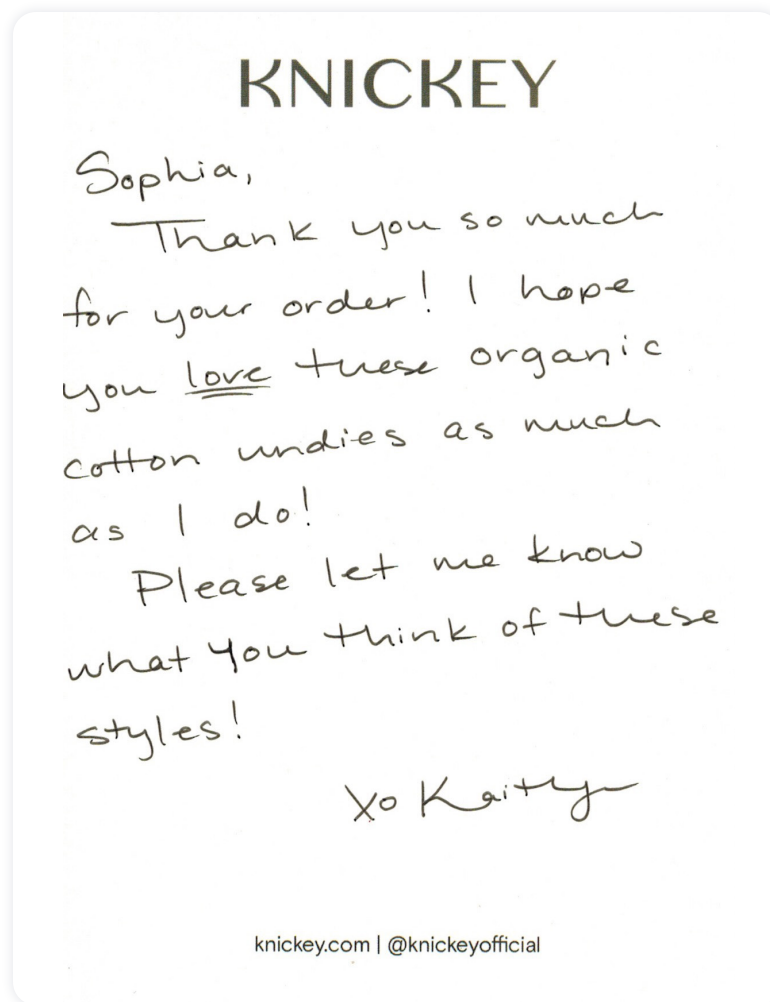 KNICKEY
Sophia,
Thank you so much
for your order! I hope
you love these organic
cotton undies as much
as I do!
Please let me know
what you think of these
styles!
Xo Kaitlyn
knickey.com | @knickeyofficial